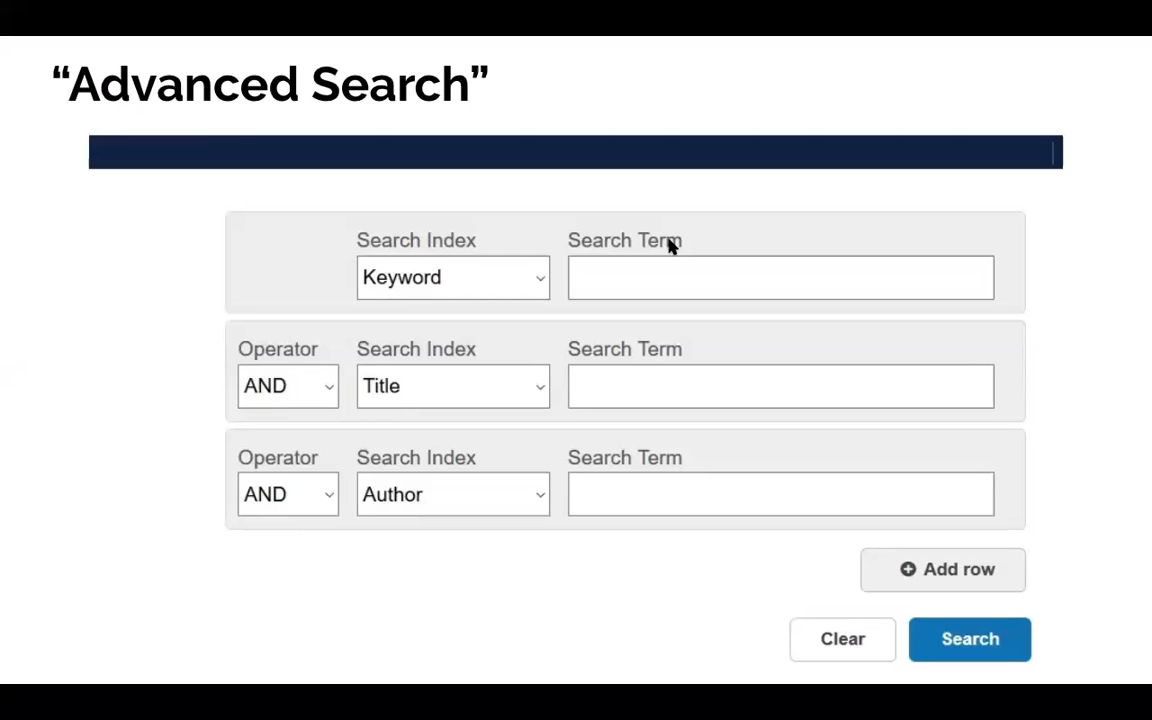 “Advanced Search”
Search Index Search Term
Keyword
Operator Search Index Search Term
AND Title
Operator Search Index Search Term
AND Author
Add row
Clear Search